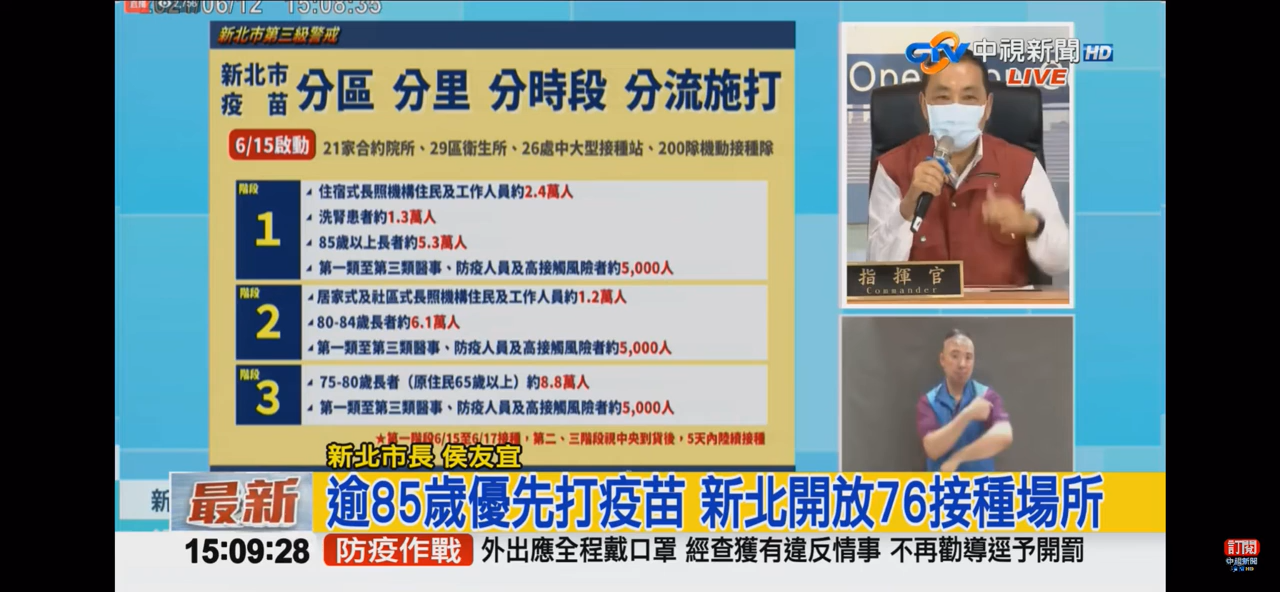 06/12 15:08:35
新北市第三級警戒
新北市
疫苗
分區 分里 分時段 分流施打
6/15啟動
21家合約院所、29區衛生所、26處中大型接種站、200隊機動接種隊
階段
1
住宿式長照機構住民及工作人員約2.4萬人
洗腎患者約1.3萬人
85歲以上長者約5.3萬人
第一類至第三類醫事、防疫人員及高接觸風險者約5,000人
階段
2
居家式及社區式長照機構住民及工作人員約1.2萬人
80-84歲長者約6.1萬人
第一類至第三類醫事、防疫人員及高接觸風險者約5,000人
階段
3
75-80歲長者（原住民65歲以上）約8.8萬人
第一類至第三類醫事、防疫人員及高接觸風險者約5,000人
★第一階段6/15至6/17接種，第二、三階段視中央到貨後，5天內陸續接種
CTV 中視新聞 HD
LIVE
One
指揮官
Commander
新北市長 侯友宜
新
最新
逾85歲優先打疫苗 新北開放76接種場所
15:09:28
防疫作戰
外出應全程戴口罩 經查獲有違反情事 不再勸導逕予開罰
訂閱
中視新聞
HD